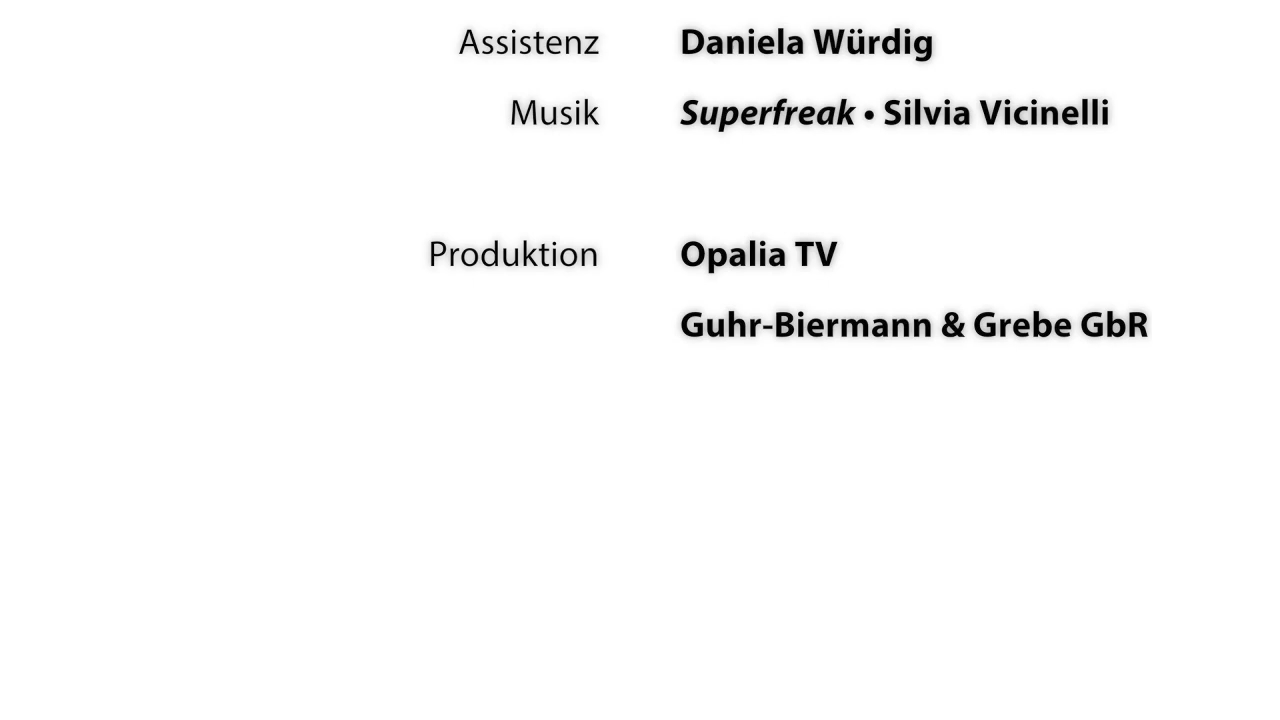 Assistenz Daniela Würdig
Musik Superfreak • Silvia Vicinelli
Produktion Opalia TV
Guhr-Biermann & Grebe GbR